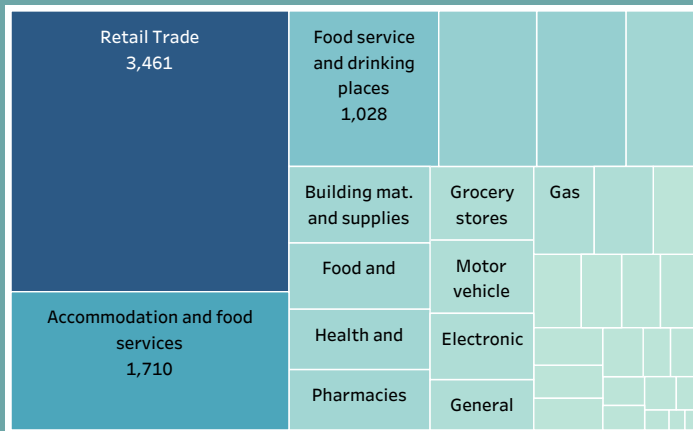 Retail Trade
3,461
Accommodation and food
services
1,710
Food service
and drinking
places
1,028
Building mat.
and supplies
Food and
Health and
Pharmacies
Grocery
stores
Motor
vehicle
Electronic
General
Gas